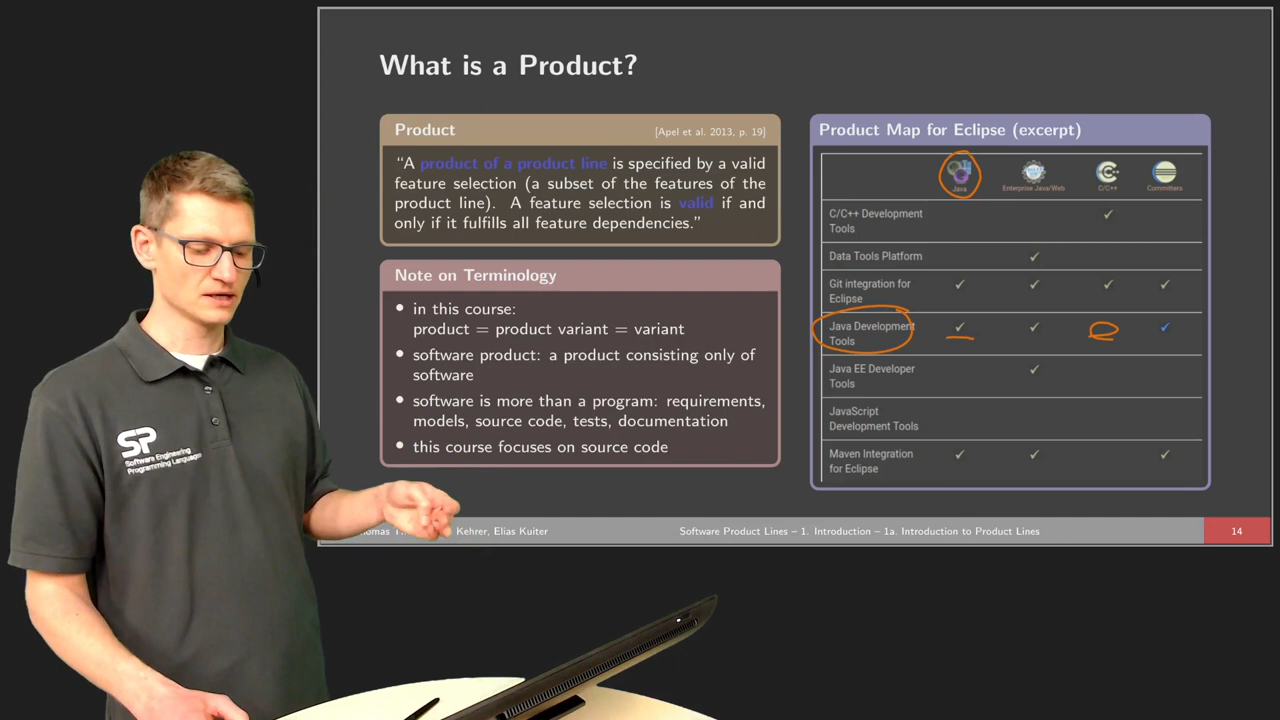 What is a Product?
Product
[Apel et al. 2013, p. 19]
“A product of a product line is specified by a valid
feature selection (a subset of the features of the
product line). A feature selection is valid if and
only if it fulfills all feature dependencies.”
Note on Terminology
in this course:
product = product variant = variant
software product: a product consisting only of
software
software is more than a program: requirements,
models, source code, tests, documentation
this course focuses on source code
Product Map for Eclipse (excerpt)
Java
Enterprise Java/Web
C/C++
Committers
C/C++ Development
Tools
Data Tools Platform
Git integration for
Eclipse
Java Development
Tools
Java EE Developer
Tools
JavaScript
Development Tools
Maven Integration
for Eclipse
SP
Software Engineering
Programming Languages
Kehrer, Elias Kuiter
Software Product Lines – 1. Introduction – 1a. Introduction to Product Lines
14